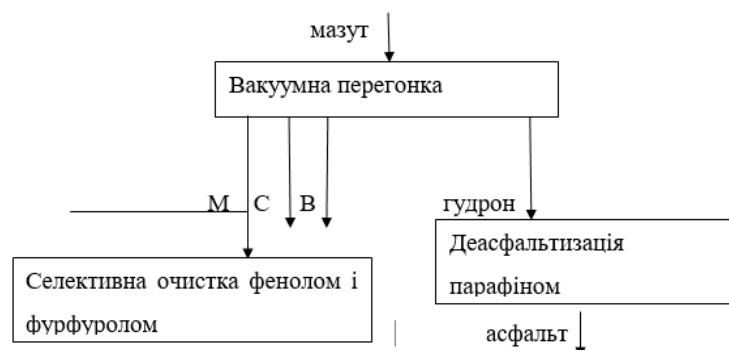 мазут
Вакуумна перегонка
М С В
гудрон
Деасфальтизація
парафіном
Селективна очистка фенолом і
фурфуролом
асфальт